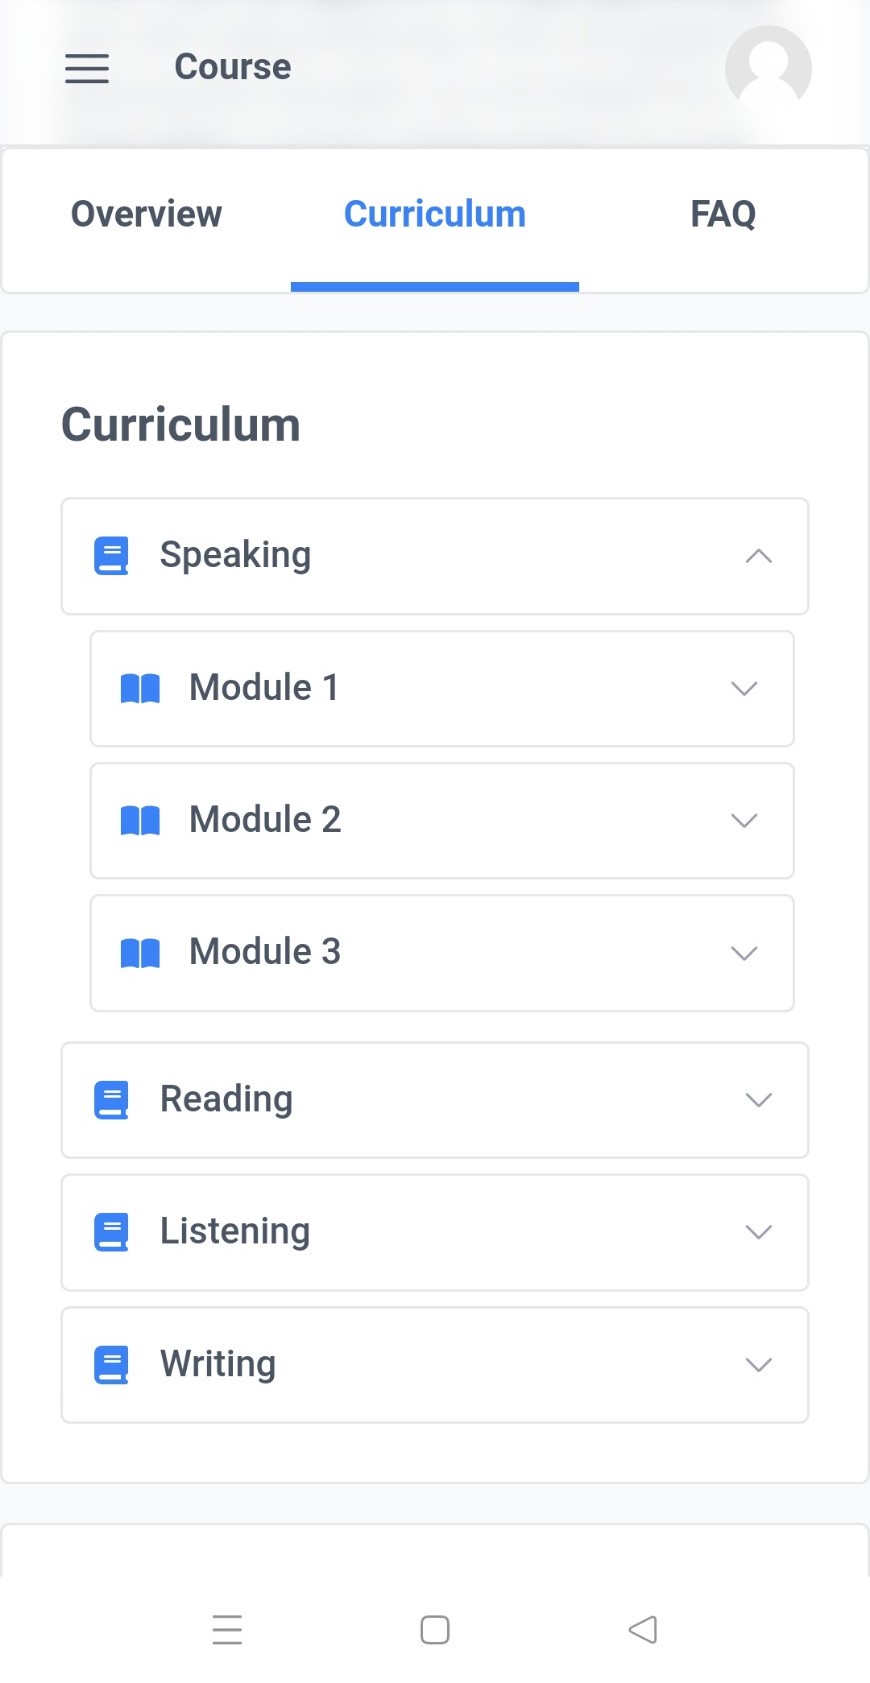 Course
Overview Curriculum FAQ
Curriculum
Speaking
Module 1
Module 2
Module 3
Reading
Listening
Writing